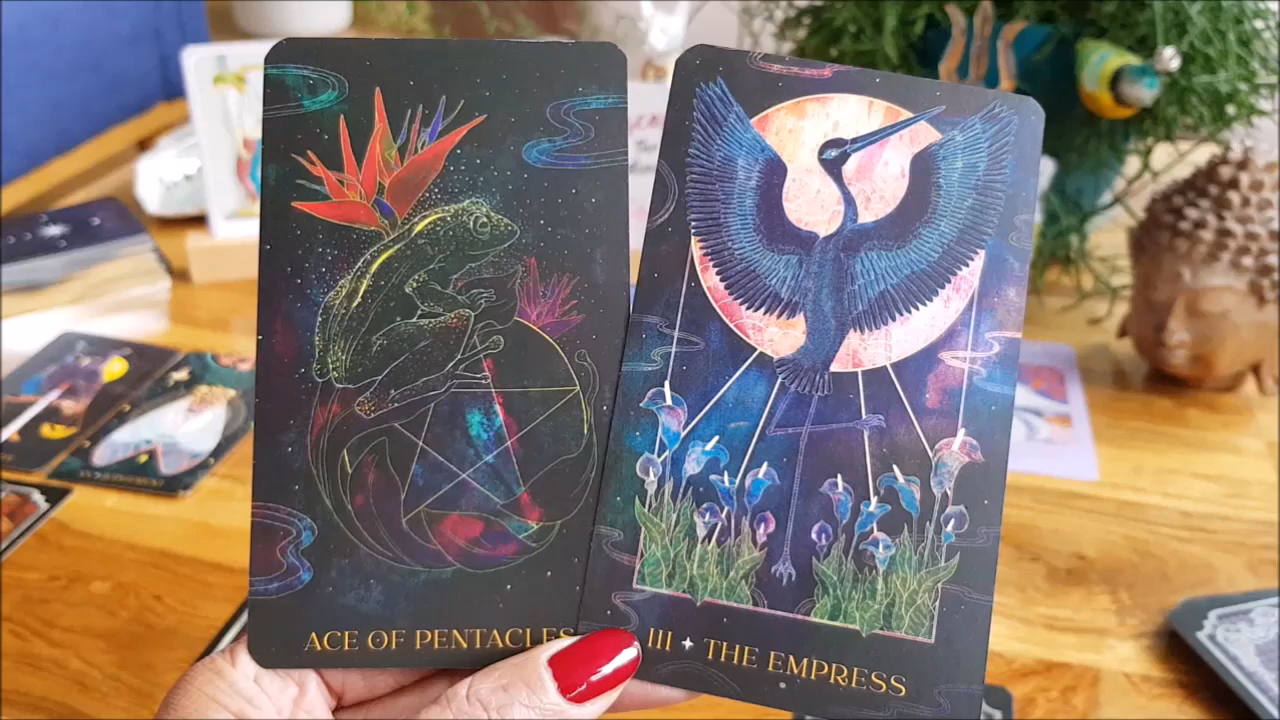 ACE OF PENTACLES
III ✦ THE EMPRESS